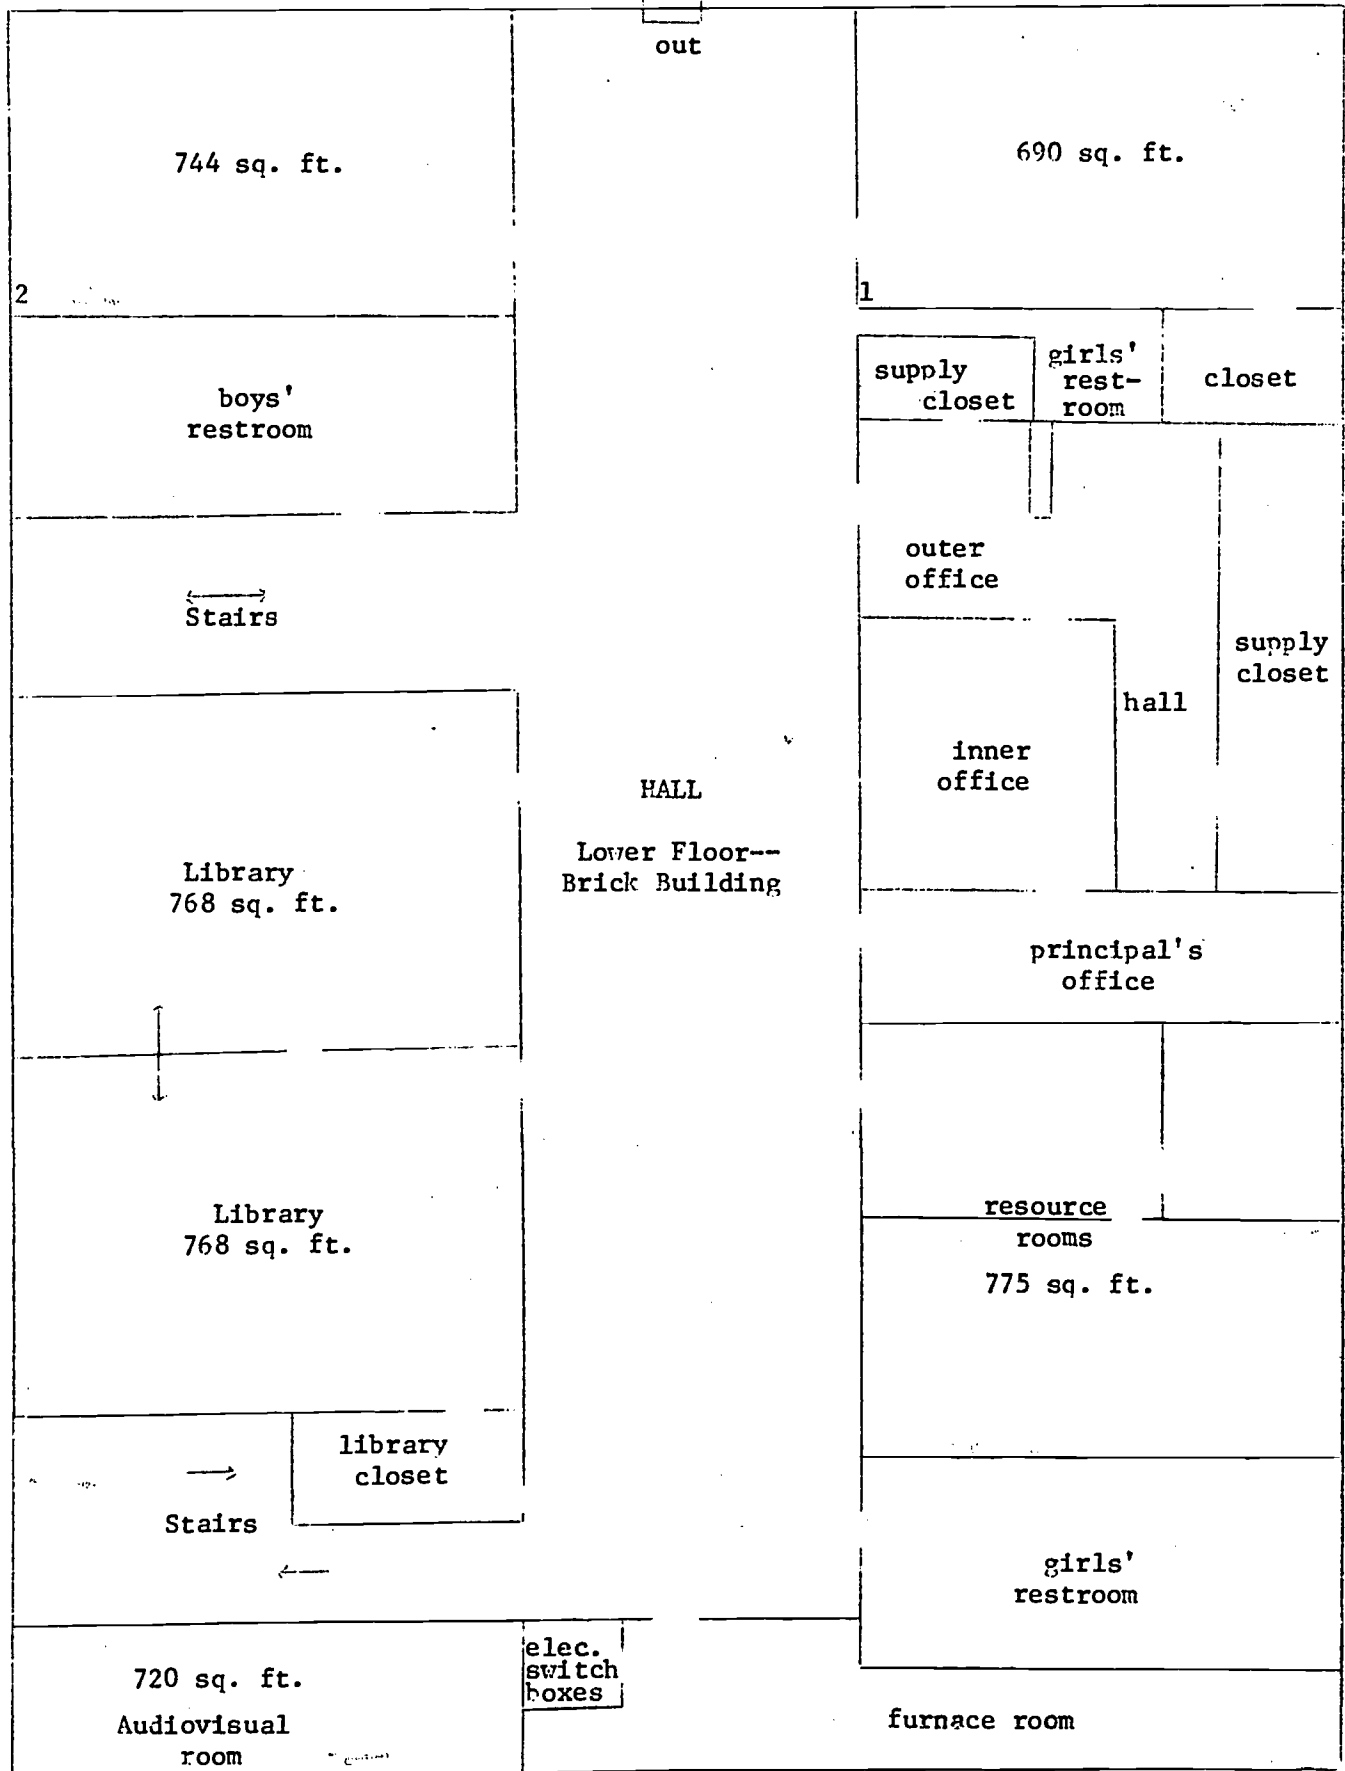 out
744 sq. ft.
690 sq. ft.
2
1
boys'
restroom
supply
closet
girls'
rest-
room
closet
outer
office
Stairs
supply
closet
hall
inner
office
HALL
Lower Floor--
Brick Building
Library
768 sq. ft.
principal's
office
Library
768 sq. ft.
resource
rooms
775 sq. ft.
library
closet
Stairs
girls'
restroom
elec.
switch
boxes
720 sq. ft.
Audiovisual
room
furnace room